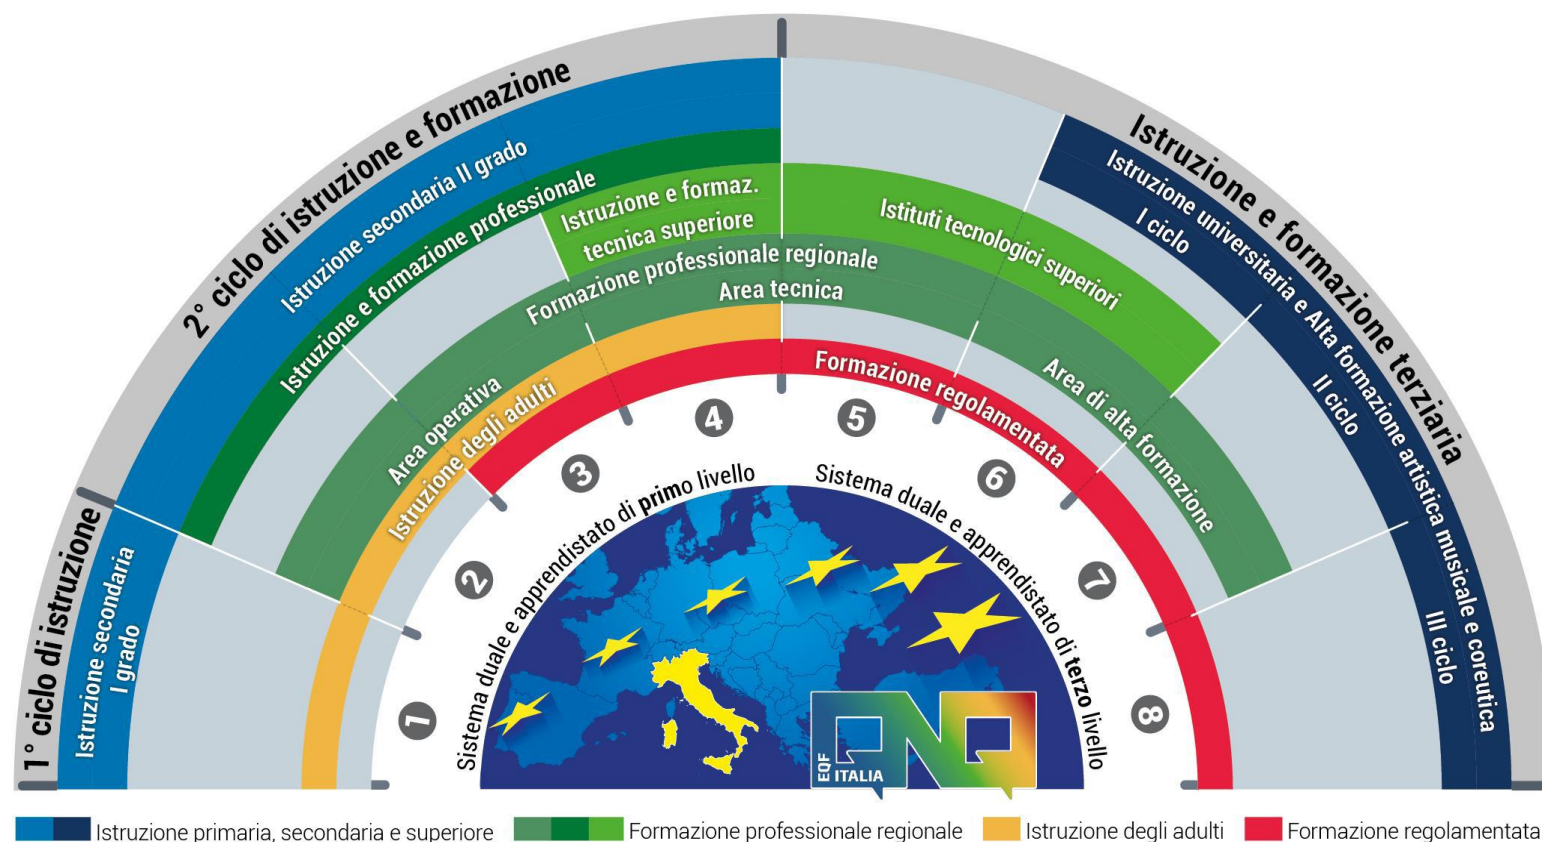 1° ciclo di istruzione
2° ciclo di istruzione e formazione
Istruzione e formazione terziaria
Istruzione secondaria
I grado
Istruzione secondaria II grado
Istruzione e formazione professionale
Istruzione e formaz.
tecnica superiore
Istituti tecnologici superiori
Istruzione universitaria e Alta formazione artistica musicale e coreutica
I ciclo
II ciclo
III ciclo
Formazione professionale regionale
Area operativa
Area tecnica
Area di alta formazione
Istruzione degli adulti
Formazione regolamentata
1
2
3
4
5
6
7
8
Sistema duale e apprendistato di primo livello
Sistema duale e apprendistato di terzo livello
EQF
ITALIA
QNQ
Istruzione primaria, secondaria e superiore
Formazione professionale regionale
Istruzione degli adulti
Formazione regolamentata